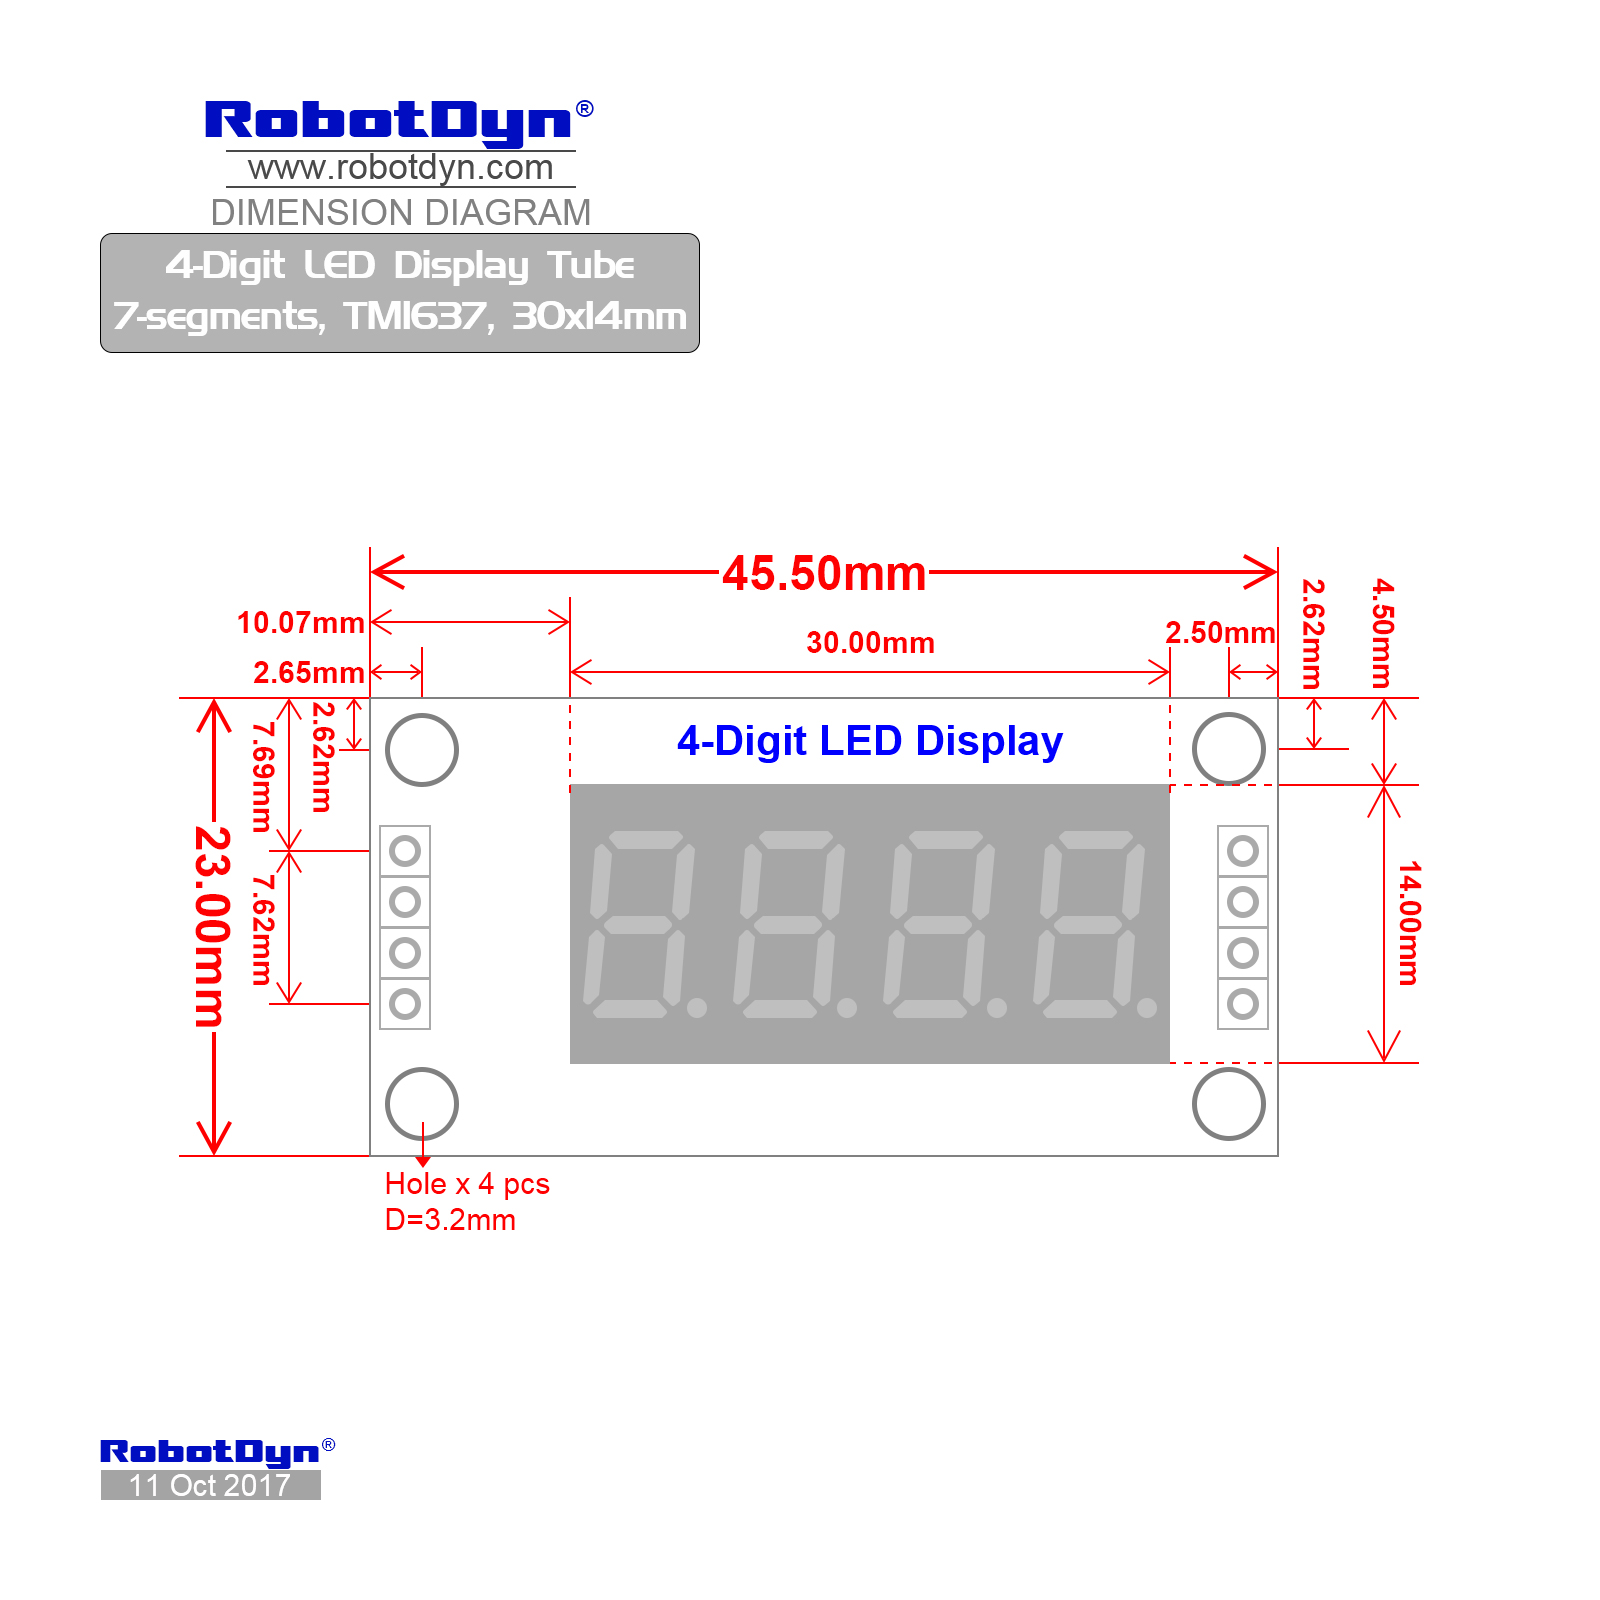 RobotDyn®
www.robotdyn.com
DIMENSION DIAGRAM
4-Digit LED Display Tube
7-segments, TM1637, 30x14mm
45.50mm
10.07mm
30.00mm
2.50mm
2.65mm
2.62mm
4.50mm
2.62mm
7.69mm
4-Digit LED Display
23.00mm
7.62mm
14.00mm
Hole x 4 pcs
D=3.2mm
RobotDyn®
11 Oct 2017